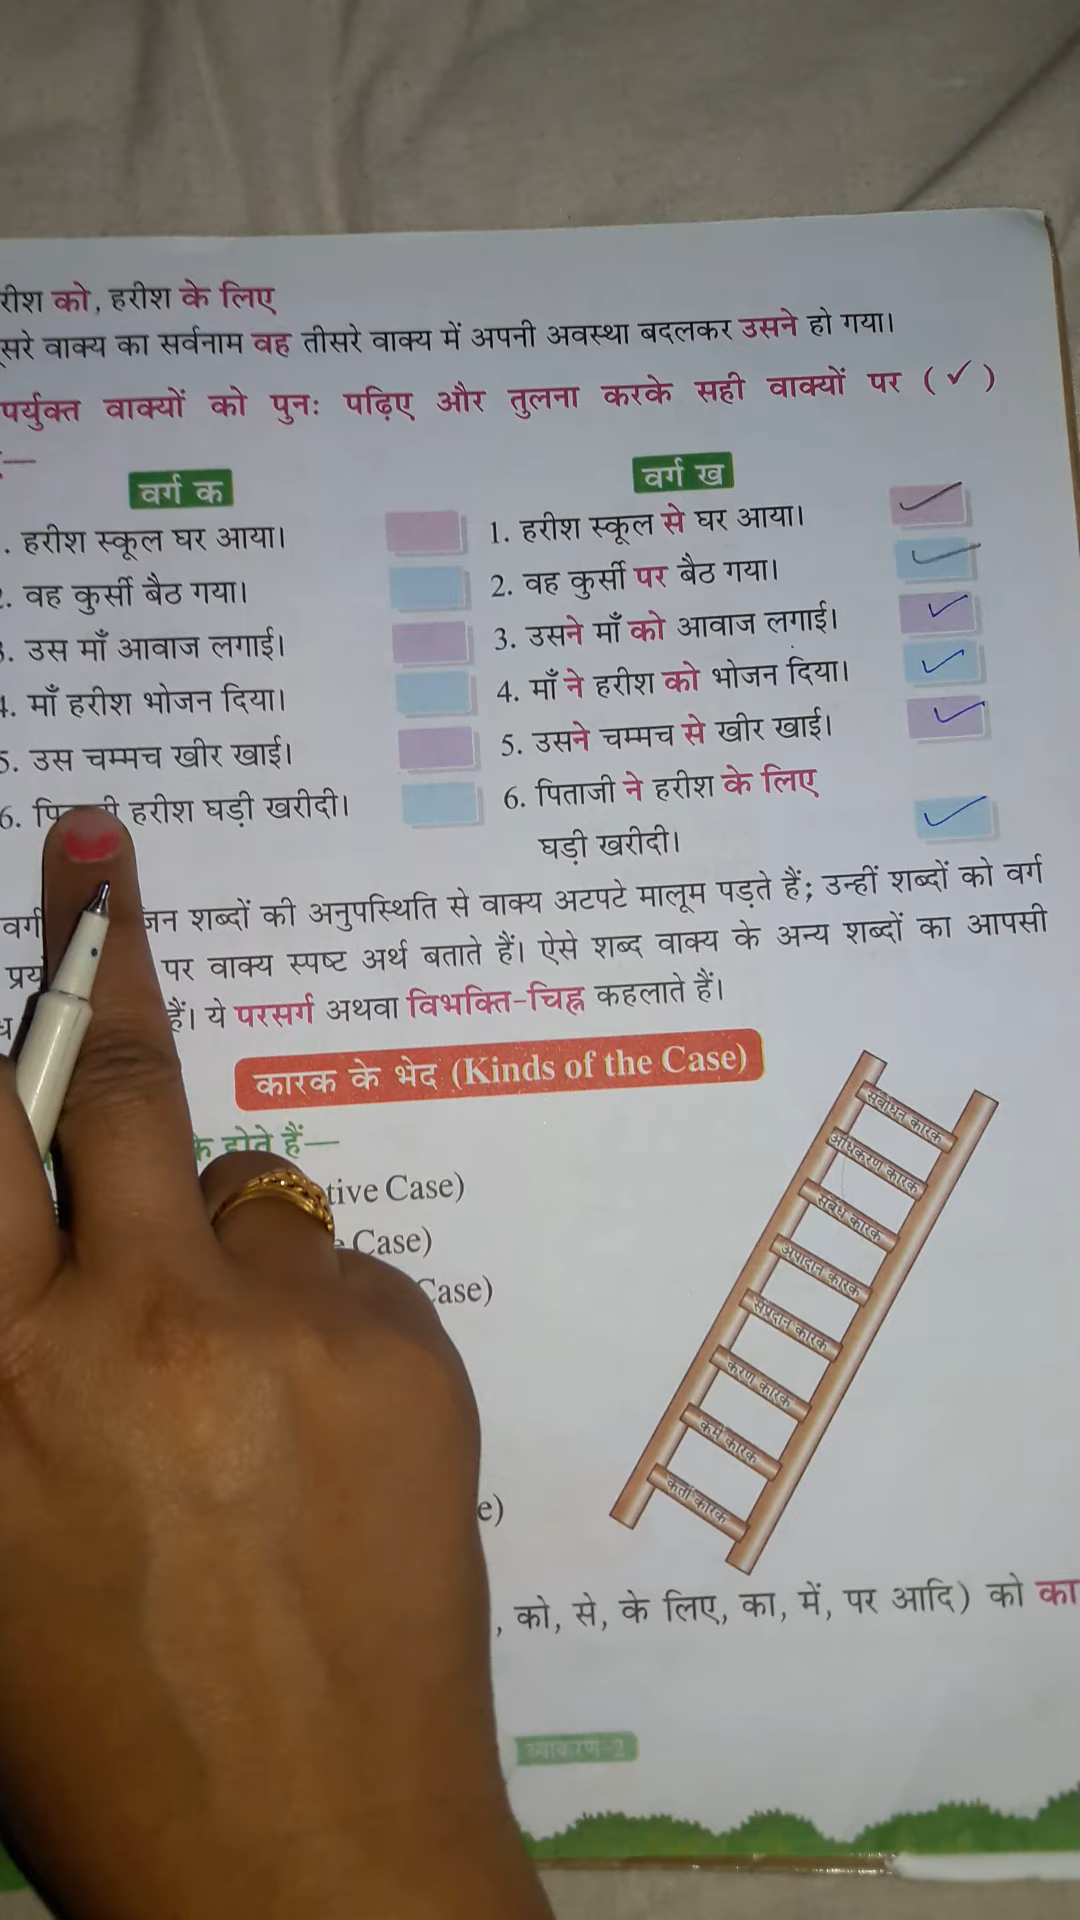 रीश को, हरीश के लिए
सरे वाक्य का सर्वनाम वह तीसरे वाक्य में अपनी अवस्था बदलकर उसने हो गया।
पर्युक्त वाक्यों को पुनः पढ़िए और तुलना करके सही वाक्यों पर (✓)
:—
वर्ग क
वर्ग ख
. हरीश स्कूल घर आया।
1. हरीश स्कूल से घर आया।
. वह कुर्सी बैठ गया।
2. वह कुर्सी पर बैठ गया।
3. उस माँ आवाज लगाई।
3. उसने माँ को आवाज लगाई।
4. माँ हरीश भोजन दिया।
4. माँ ने हरीश को भोजन दिया।
5. उस चम्मच खीर खाई।
5. उसने चम्मच से खीर खाई।
6. हरीश घड़ी खरीदी।
6. पिताजी ने हरीश के लिए
घड़ी खरीदी।
वर्ग जिन शब्दों की अनुपस्थिति से वाक्य अटपटे मालूम पड़ते हैं; उन्हीं शब्दों को वर्ग
पर वाक्य स्पष्ट अर्थ बताते हैं। ऐसे शब्द वाक्य के अन्य शब्दों का आपसी
हैं। ये परसर्ग अथवा विभक्ति-चिह्न कहलाते हैं।
कारक के भेद (Kinds of the Case)
के होते हैं—
tive Case)
Case)
Case)
e)
संबोधन कारक
अधिकरण कारक
संबंध कारक
अपादान कारक
संप्रदान कारक
करण कारक
कर्म कारक
कर्ता कारक
, को, से, के लिए, का, में, पर आदि) को का
व्याकरण-2